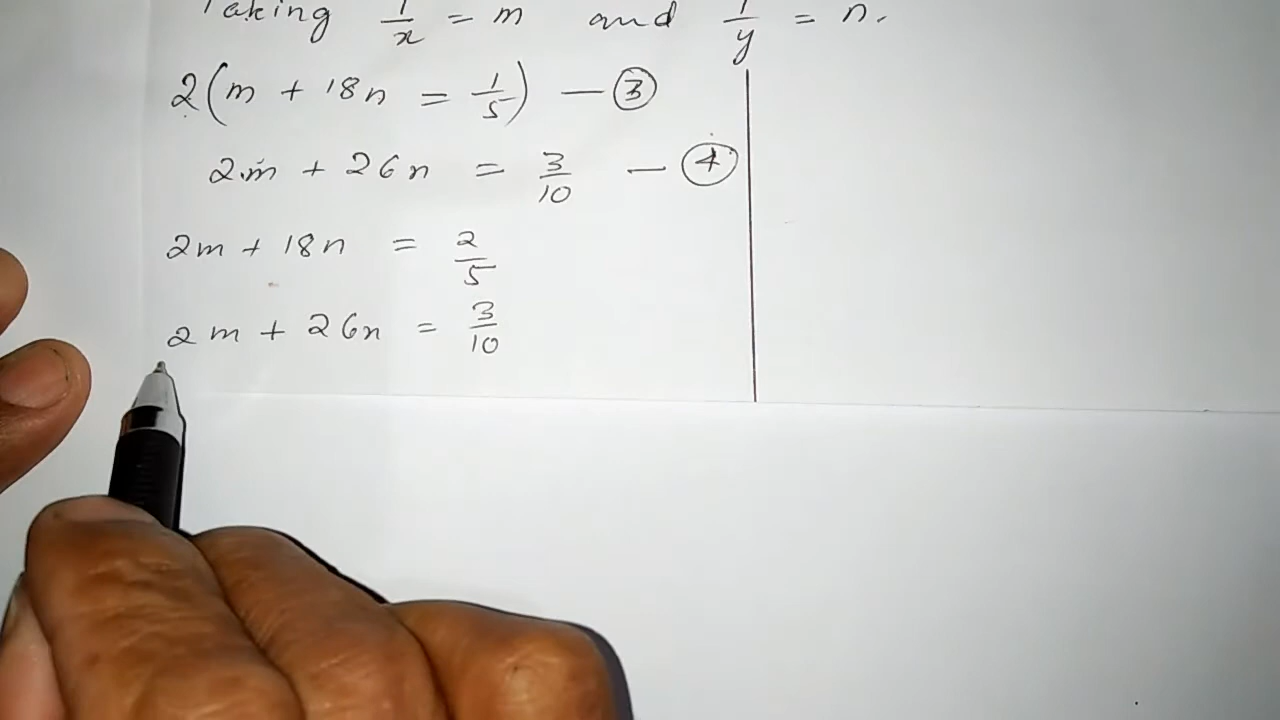 Taking 1/x = m and 1/y = n.
2(m + 18n = 1/5) — ③
2m + 26n = 3/10 — ④
2m + 18n = 2/5
2m + 26n = 3/10